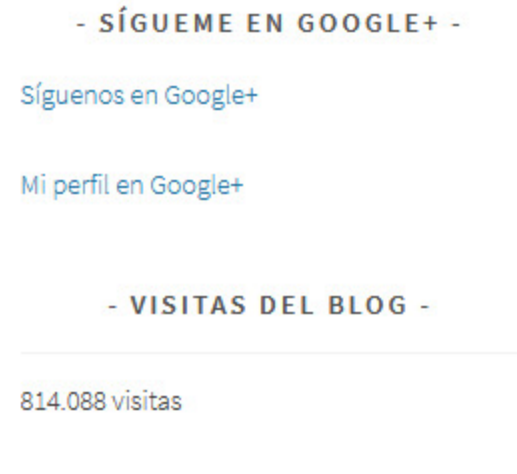 - SÍGUEME EN GOOGLE+ -
Síguenos en Google+
Mi perfil en Google+
- VISITAS DEL BLOG -
814.088 visitas